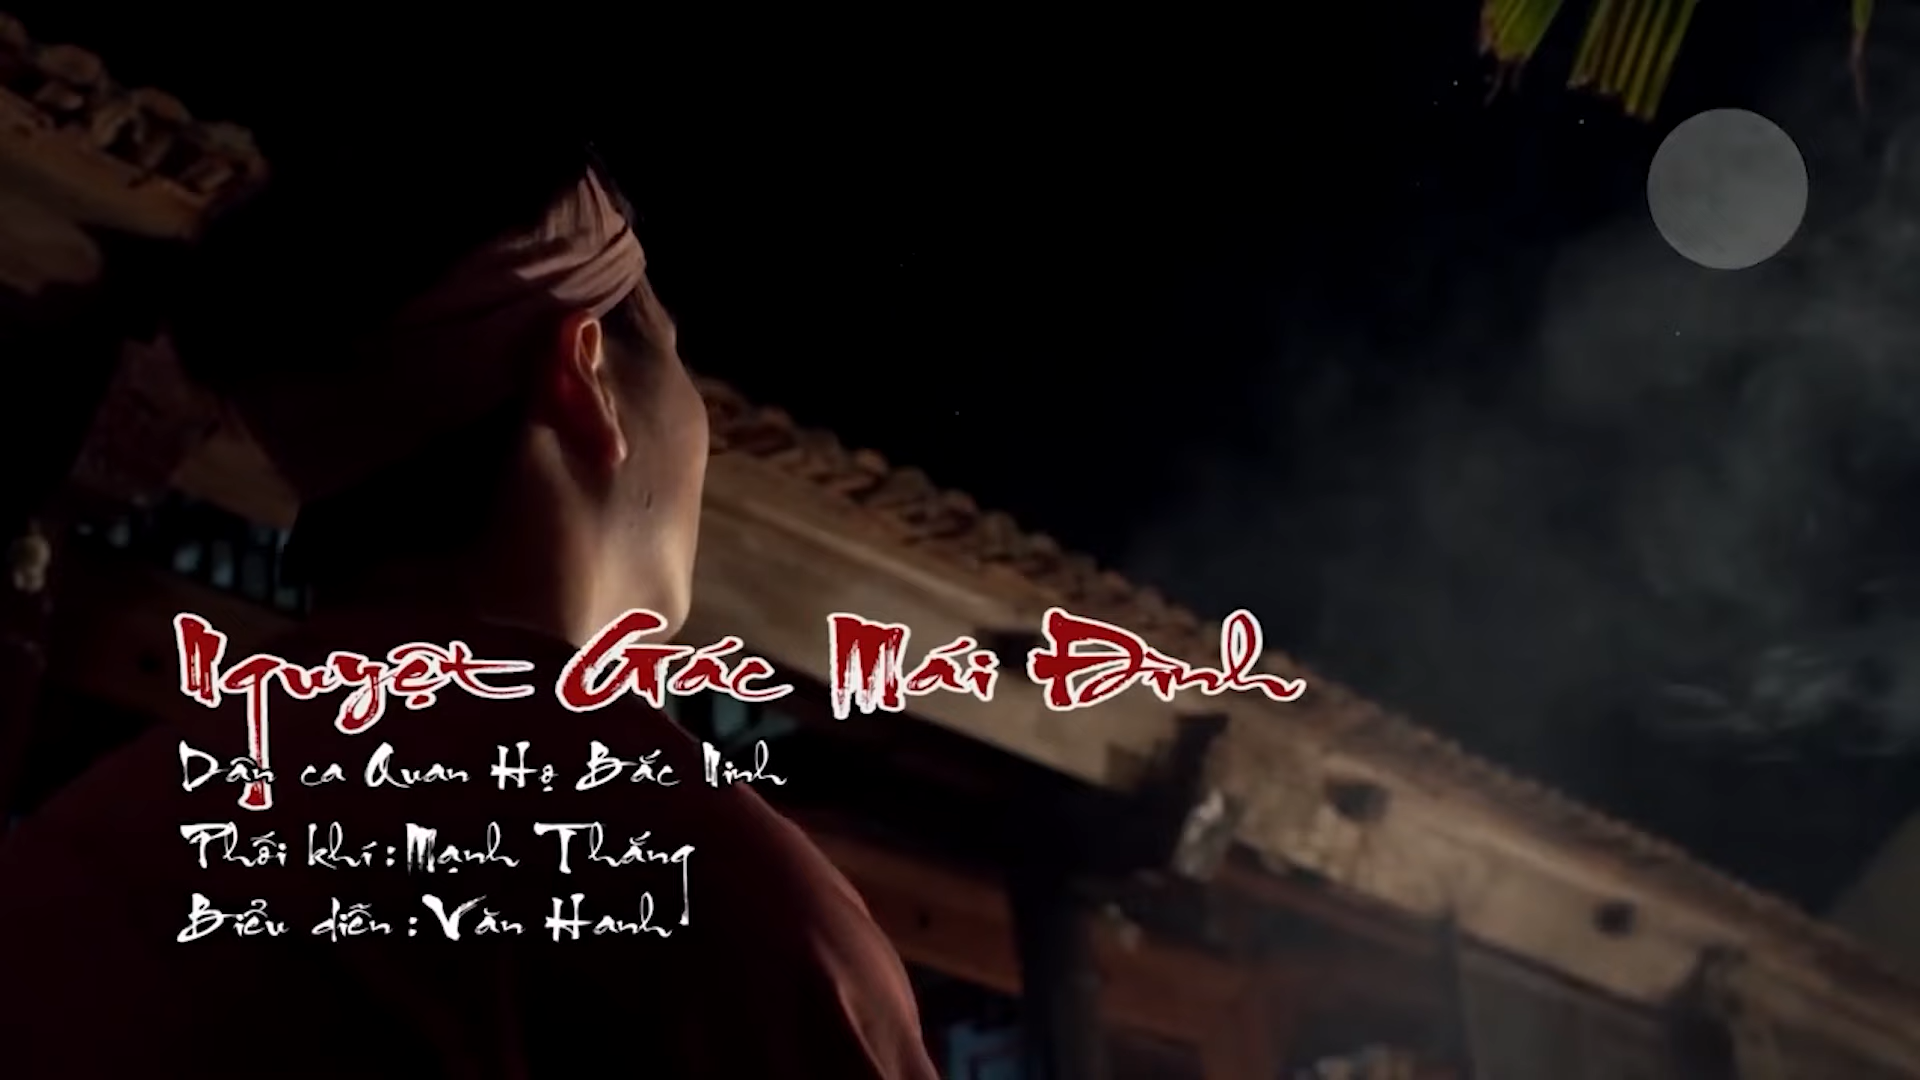 Nguyệt Gác Mái Đình
Dân ca Quan Họ Bắc Ninh
Phối khí : Mạnh Thắng
Biểu diễn : Văn Hanh